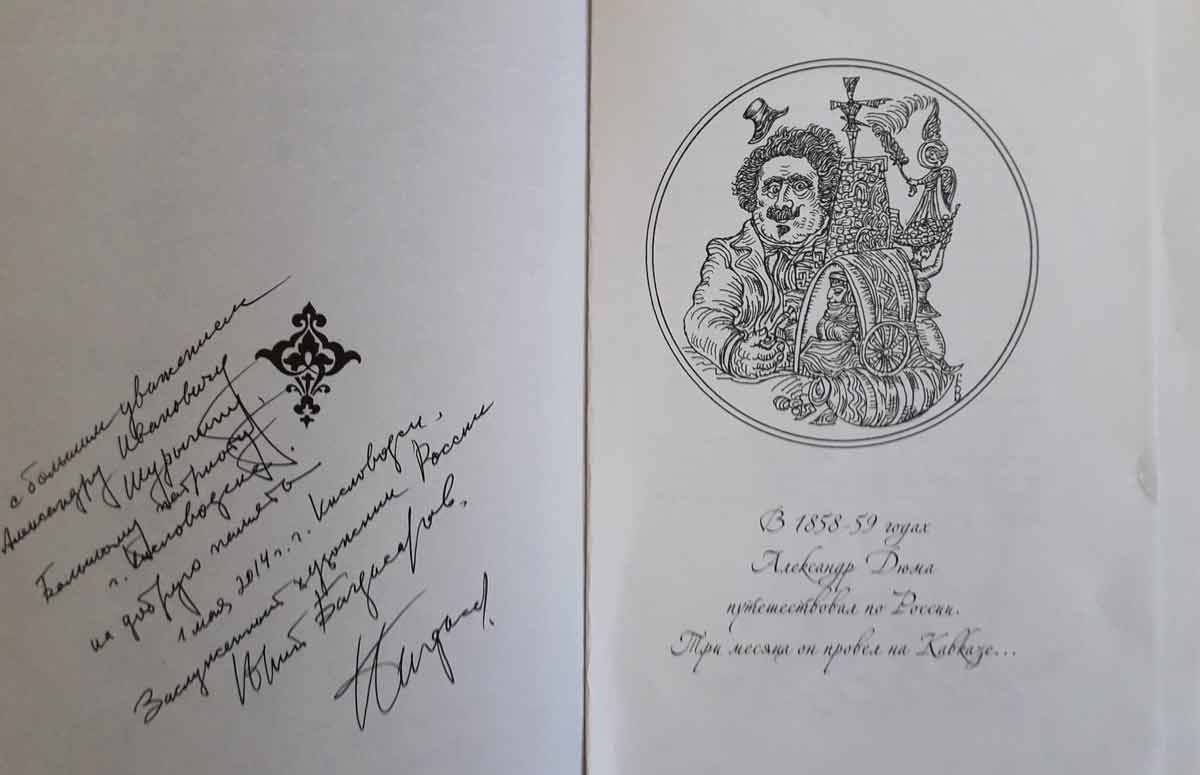 с большим уважением
Александру Ивановичу
Шурыгину,
Большому патриоту
г. Кисловодска.
на добрую память
1 мая 2014 г. г. Кисловодск,
Заслуженный художник России
Юрий Багдасаров,
В 1858-59 годах
Александр Дюма
путешествовал по России.
Три месяца он провел на Кавказе...